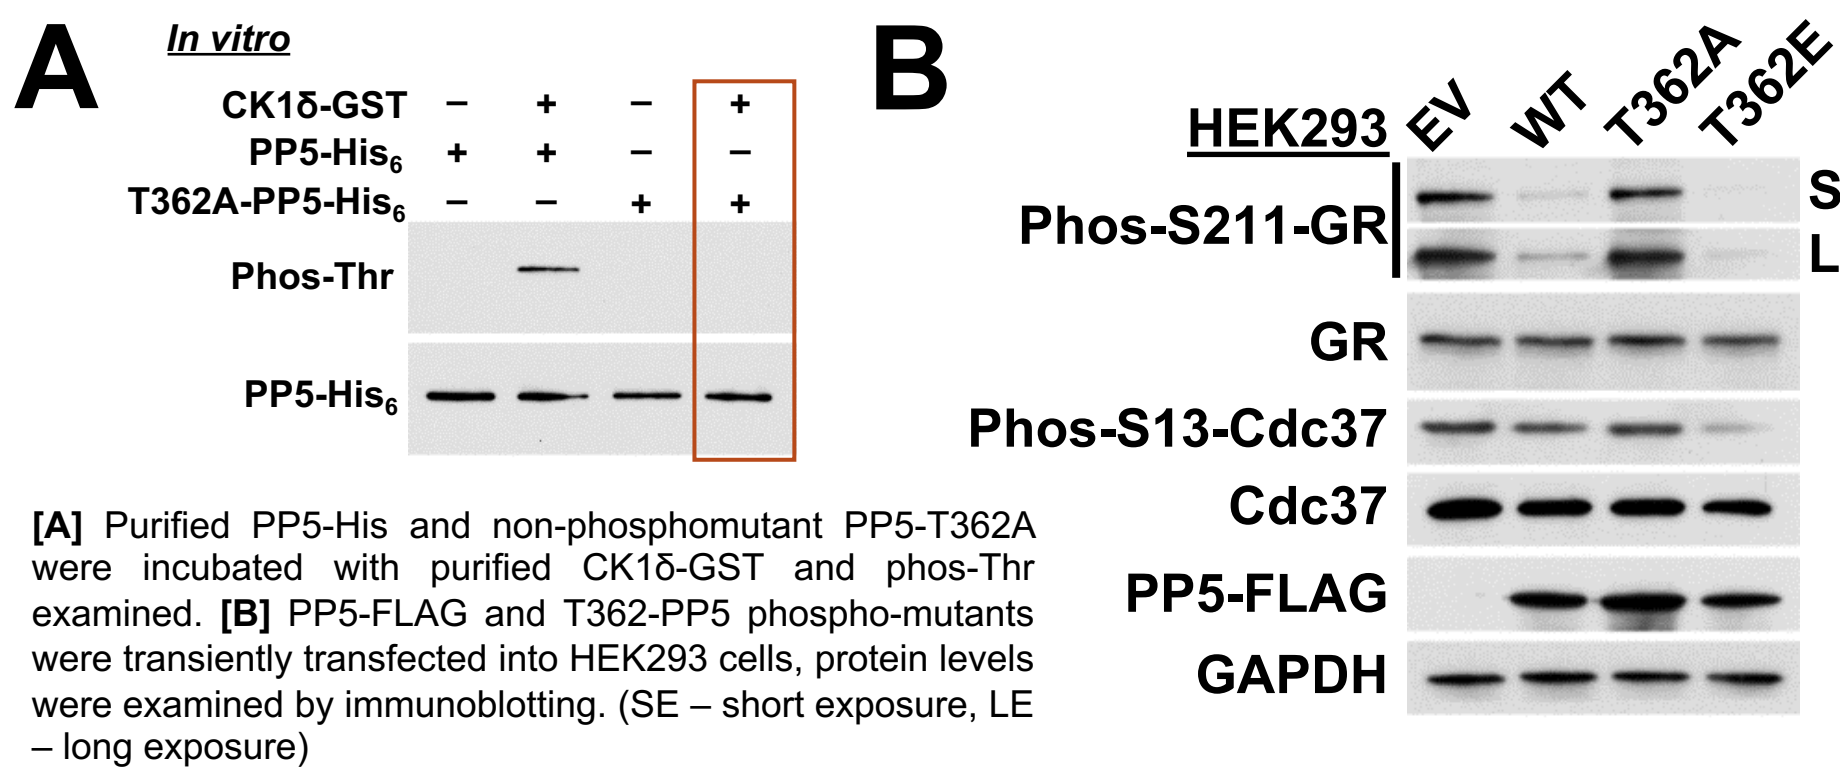 A
In vitro
CK1δ-GST – + – +
PP5-His6 + + – –
T362A-PP5-His6 – – + +
Phos-Thr
PP5-His6
[A] Purified PP5-His and non-phosphomutant PP5-T362A
were incubated with purified CK1δ-GST and phos-Thr
examined. [B] PP5-FLAG and T362-PP5 phospho-mutants
were transiently transfected into HEK293 cells, protein levels
were examined by immunoblotting. (SE – short exposure, LE
– long exposure)
B
HEK293 EV WT T362A T362E
Phos-S211-GR
S
L
GR
Phos-S13-Cdc37
Cdc37
PP5-FLAG
GAPDH